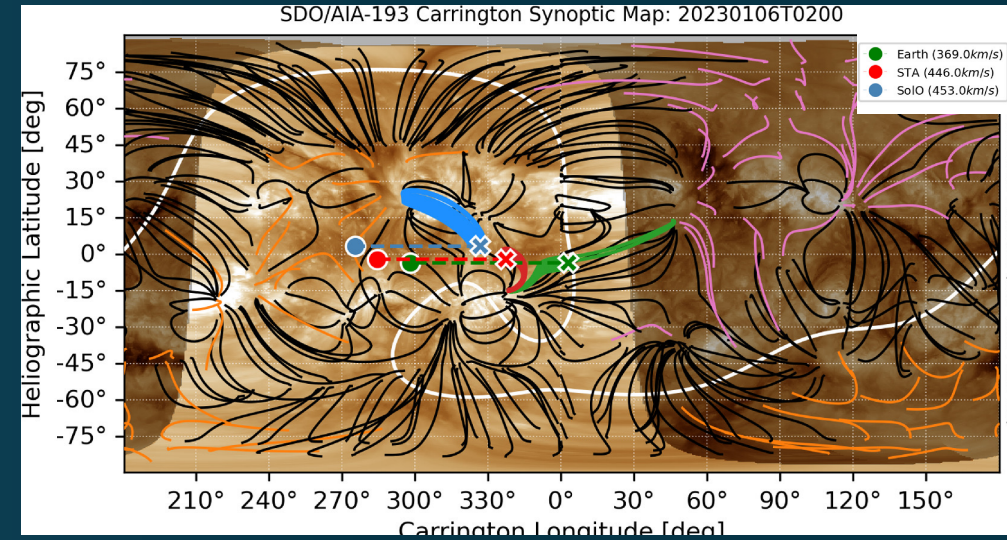 SDO/AIA-193 Carrington Synoptic Map: 20230106T0200
Earth (369.0km/s)
STA (446.0km/s)
SolO (453.0km/s)
Heliographic Latitude [deg]
75°
60°
45°
30°
15°
0°
-15°
-30°
-45°
-60°
-75°
210° 240° 270° 300° 330° 0° 30° 60° 90° 120° 150°
Carrington Longitude [deg]